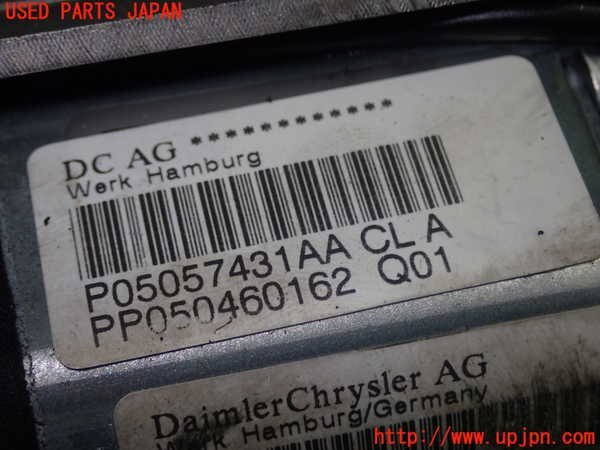 USED PARTS JAPAN
DC AG ************
Werk Hamburg
P05057431AA CL A
PP050460162 Q01
DaimlerChrysler AG
Werk Hamburg/Germany
http://www.upjpn.com